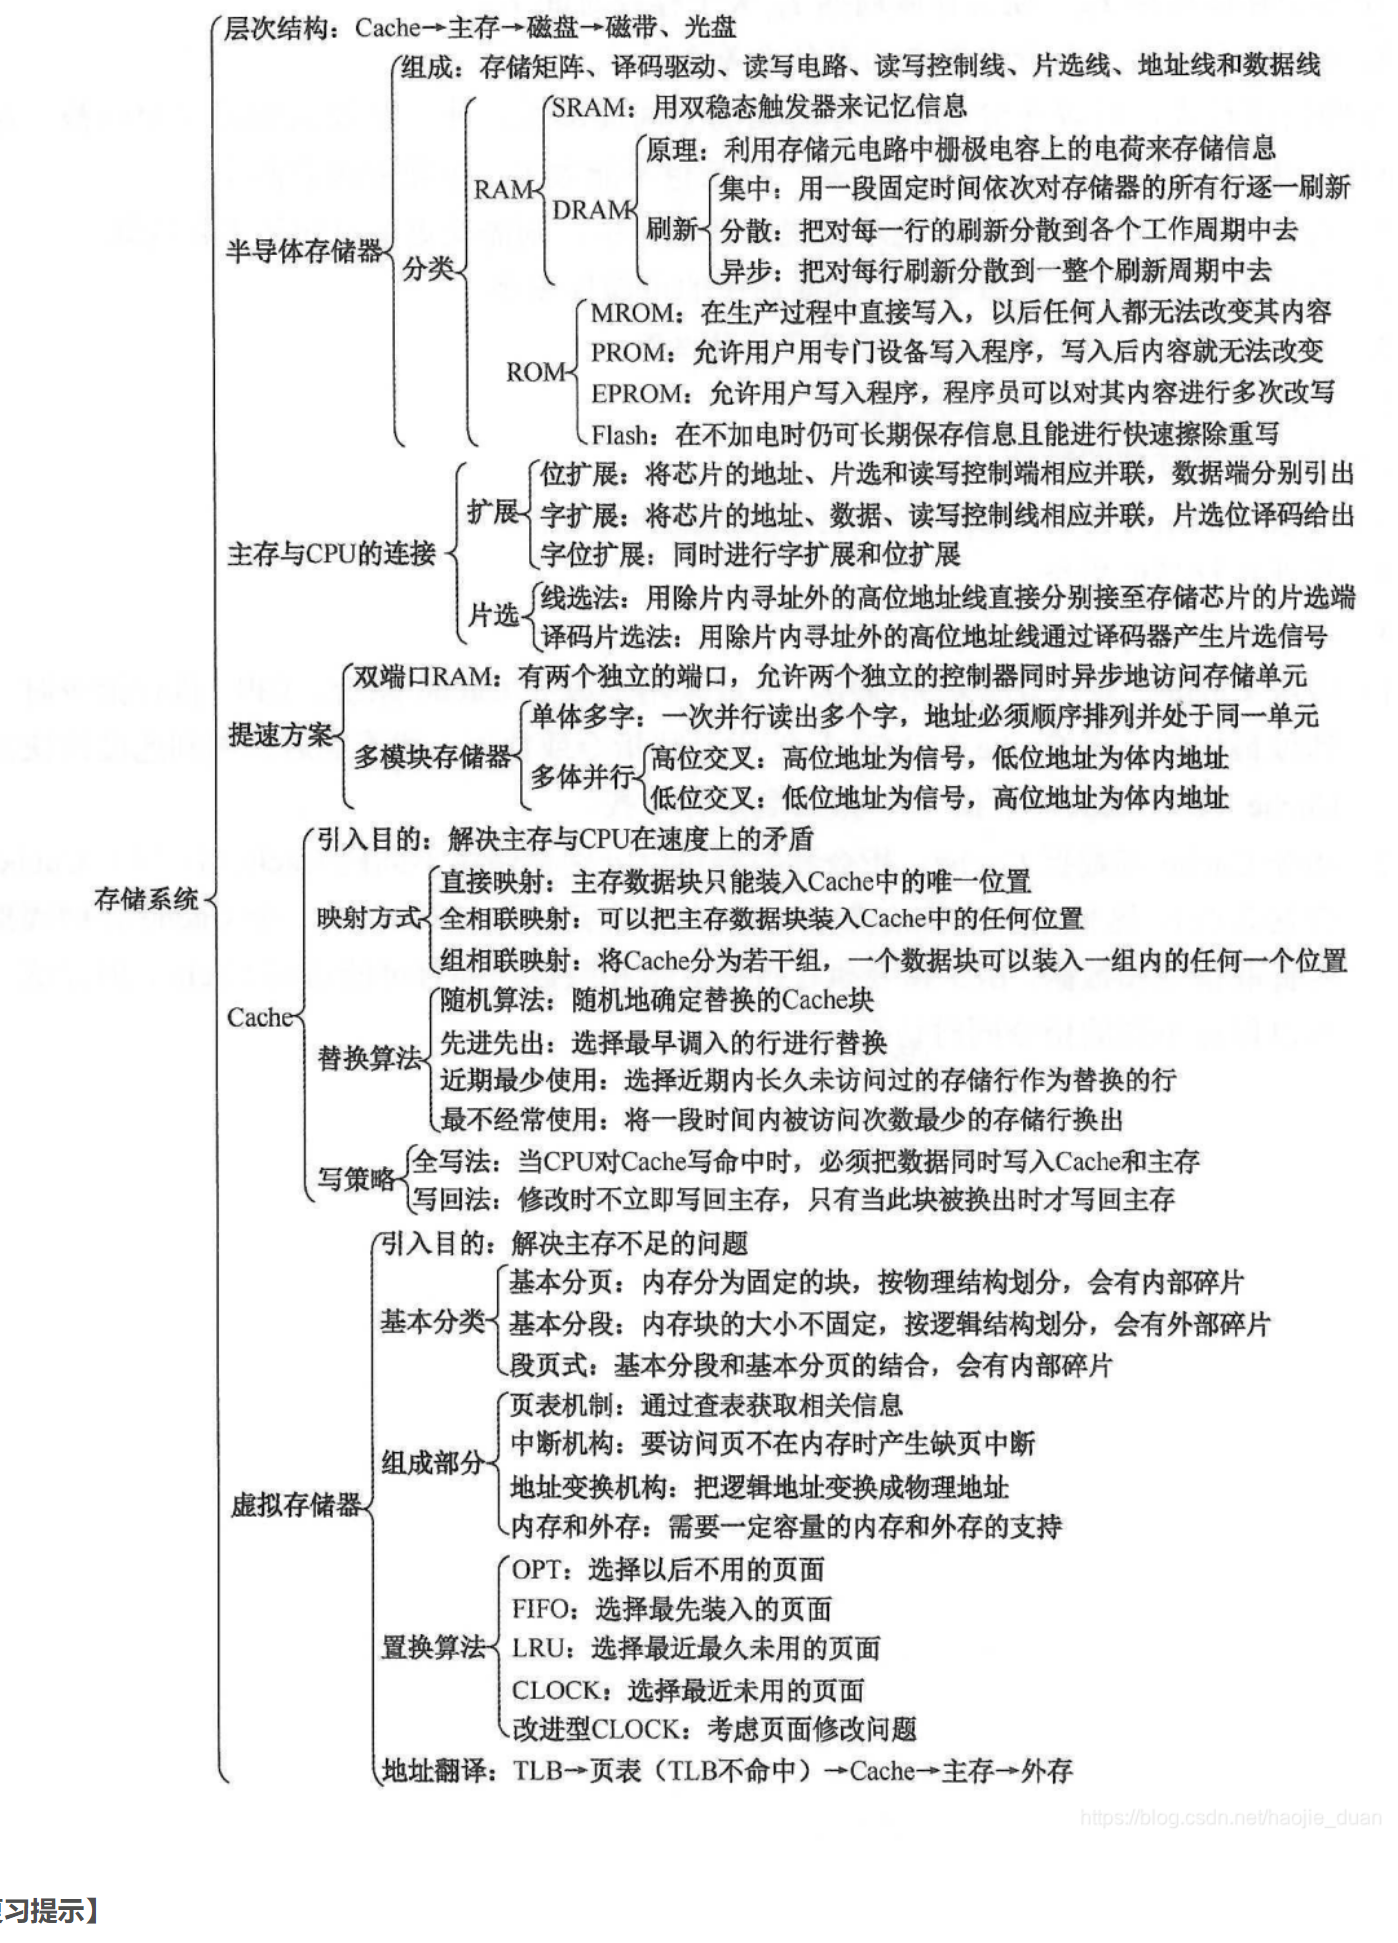 层次结构：Cache→主存→磁盘→磁带、光盘
组成：存储矩阵、译码驱动、读写电路、读写控制线、片选线、地址线和数据线
SRAM：用双稳态触发器来记忆信息
原理：利用存储元电路中栅极电容上的电荷来存储信息
RAM
集中：用一段固定时间依次对存储器的所有行逐一刷新
DRAM
刷新
分散：把对每一行的刷新分散到各个工作周期中去
半导体存储器
分类
异步：把对每行刷新分散到一整个刷新周期中去
MROM：在生产过程中直接写入，以后任何人都无法改变其内容
PROM：允许用户用专门设备写入程序，写入后内容就无法改变
ROM
EPROM：允许用户写入程序，程序员可以对其内容进行多次改写
Flash：在不加电时仍可长期保存信息且能进行快速擦除重写
位扩展：将芯片的地址、片选和读写控制端相应并联，数据端分别引出
扩展
字扩展：将芯片的地址、数据、读写控制线相应并联，片选位译码给出
主存与CPU的连接
字位扩展：同时进行字扩展和位扩展
线选法：用除片内寻址外的高位地址线直接分别接至存储芯片的片选端
片选
译码片选法：用除片内寻址外的高位地址线通过译码器产生片选信号
双端口RAM：有两个独立的端口，允许两个独立的控制器同时异步地访问存储单元
提速方案
单体多字：一次并行读出多个字，地址必须顺序排列并处于同一单元
多模块存储器
高位交叉：高位地址为信号，低位地址为体内地址
多体并行
低位交叉：低位地址为信号，高位地址为体内地址
引入目的：解决主存与CPU在速度上的矛盾
直接映射：主存数据块只能装入Cache中的唯一位置
存储系统
映射方式
全相联映射：可以把主存数据块装入Cache中的任何位置
组相联映射：将Cache分为若干组，一个数据块可以装入一组内的任何一个位置
Cache
随机算法：随机地确定替换的Cache块
先进先出：选择最早调入的行进行替换
替换算法
近期最少使用：选择近期内长久未访问过的存储行作为替换的行
最不经常使用：将一段时间内被访问次数最少的存储行换出
全写法：当CPU对Cache写命中时，必须把数据同时写入Cache和主存
写策略
写回法：修改时不立即写回主存，只有当此块被换出时才写回主存
引入目的：解决主存不足的问题
基本分页：内存分为固定的块，按物理结构划分，会有内部碎片
基本分类
基本分段：内存块的大小不固定，按逻辑结构划分，会有外部碎片
段页式：基本分段和基本分页的结合，会有内部碎片
页表机制：通过查表获取相关信息
中断机构：要访问页不在内存时产生缺页中断
组成部分
地址变换机构：把逻辑地址变换成物理地址
虚拟存储器
内存和外存：需要一定容量的内存和外存的支持
OPT：选择以后不用的页面
FIFO：选择最先装入的页面
置换算法
LRU：选择最近最久未用的页面
CLOCK：选择最近未用的页面
改进型CLOCK：考虑页面修改问题
地址翻译：TLB→页表（TLB不命中）→Cache→主存→外存
https://blog.csdn.net/haojie_duan
习提示】